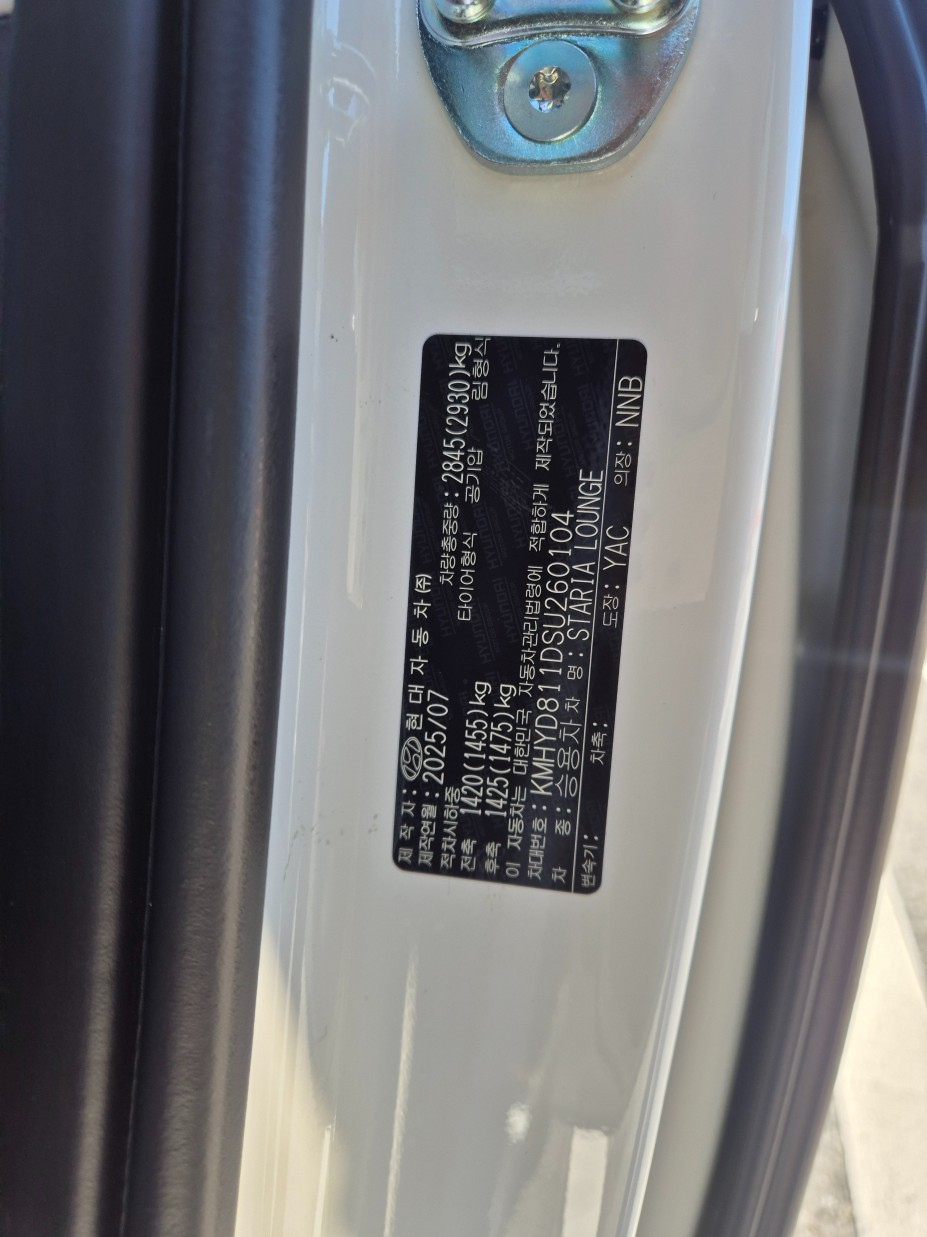 제 작 자 : 현 대 자 동 차 ㈜
제작연월 : 2025/07 차량총중량 : 2845(2930)kg
적차시하중 타이어형식 공기압 림형식
전축 1420(1455)kg
후축 1425(1475)kg
이 자동차는 대한민국 자동차관리법령에 적합하게 제작되었습니다.
차대번호 : KMHYD811DSU260104
차 종 : 승용차 차 명 : STARIA LOUNGE
변속기 : 차축 : 도장 : YAC 의장 : NNB